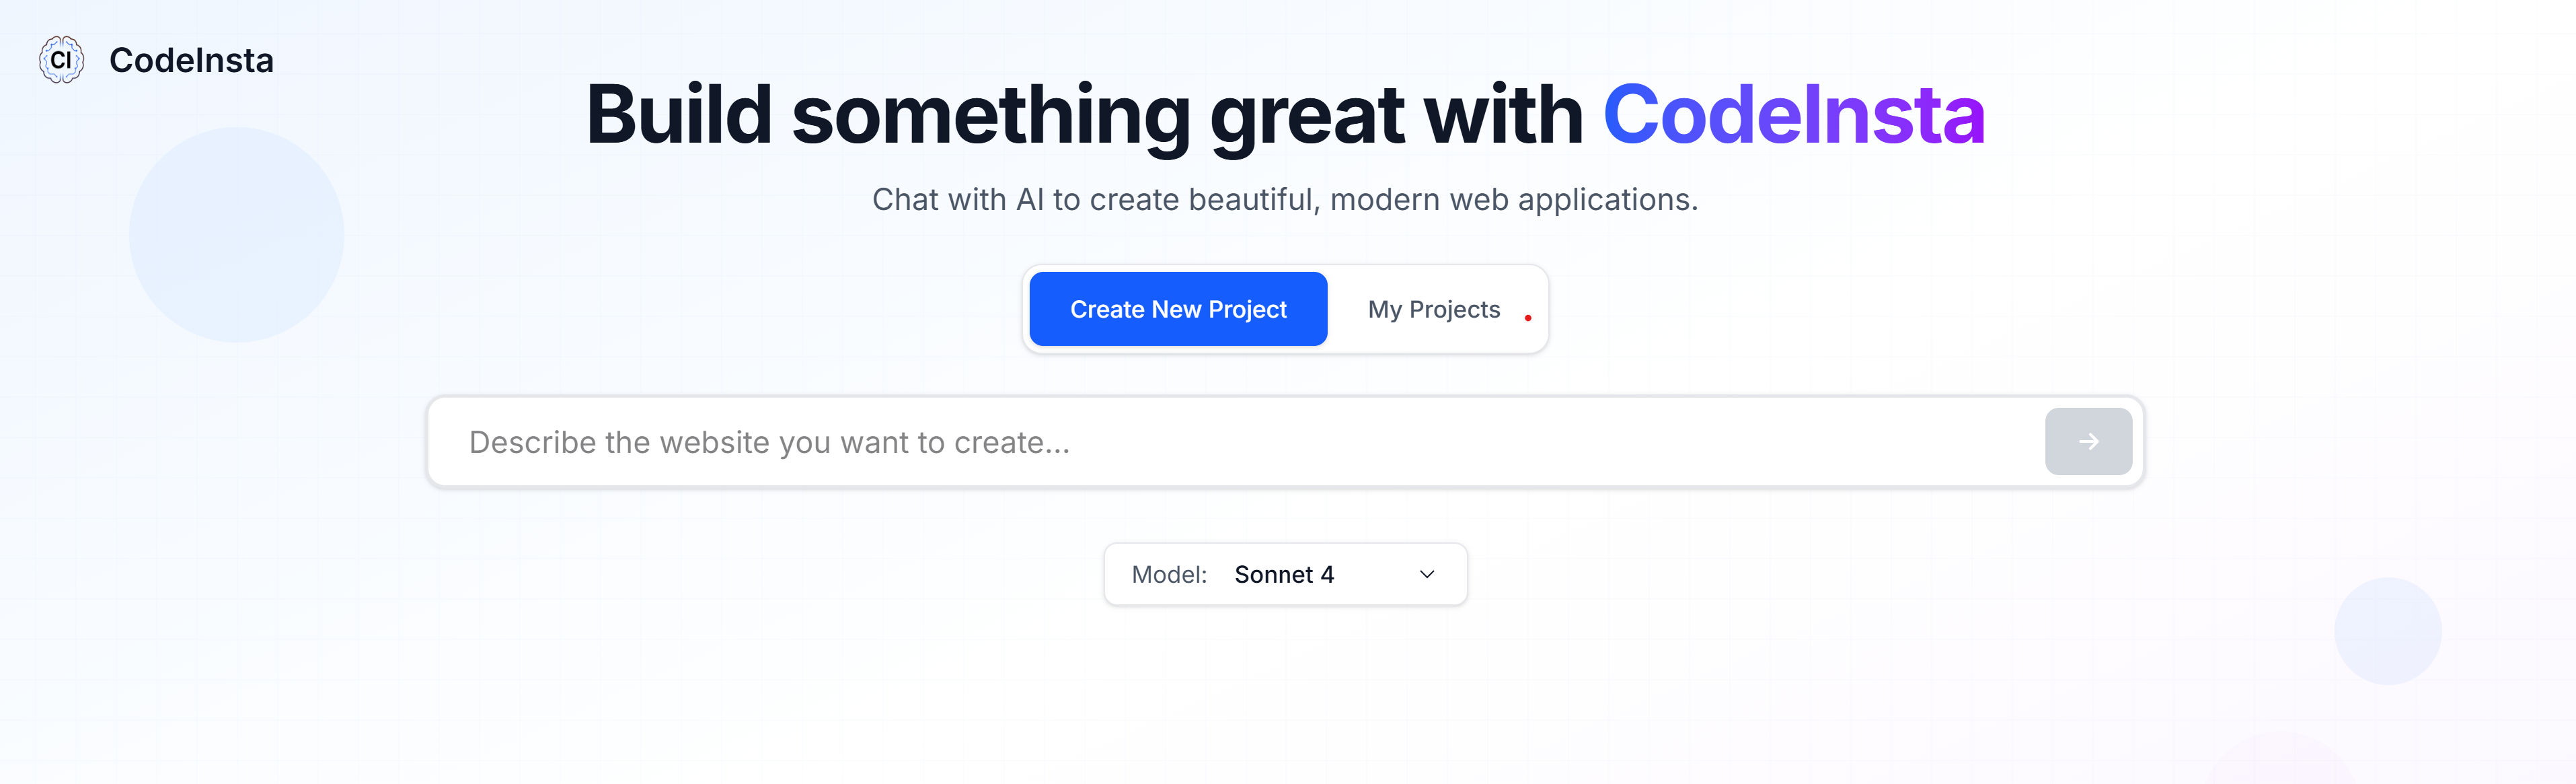 CI CodeInsta
Build something great with CodeInsta
Chat with AI to create beautiful, modern web applications.
Create New Project My Projects
Describe the website you want to create...
Model: Sonnet 4